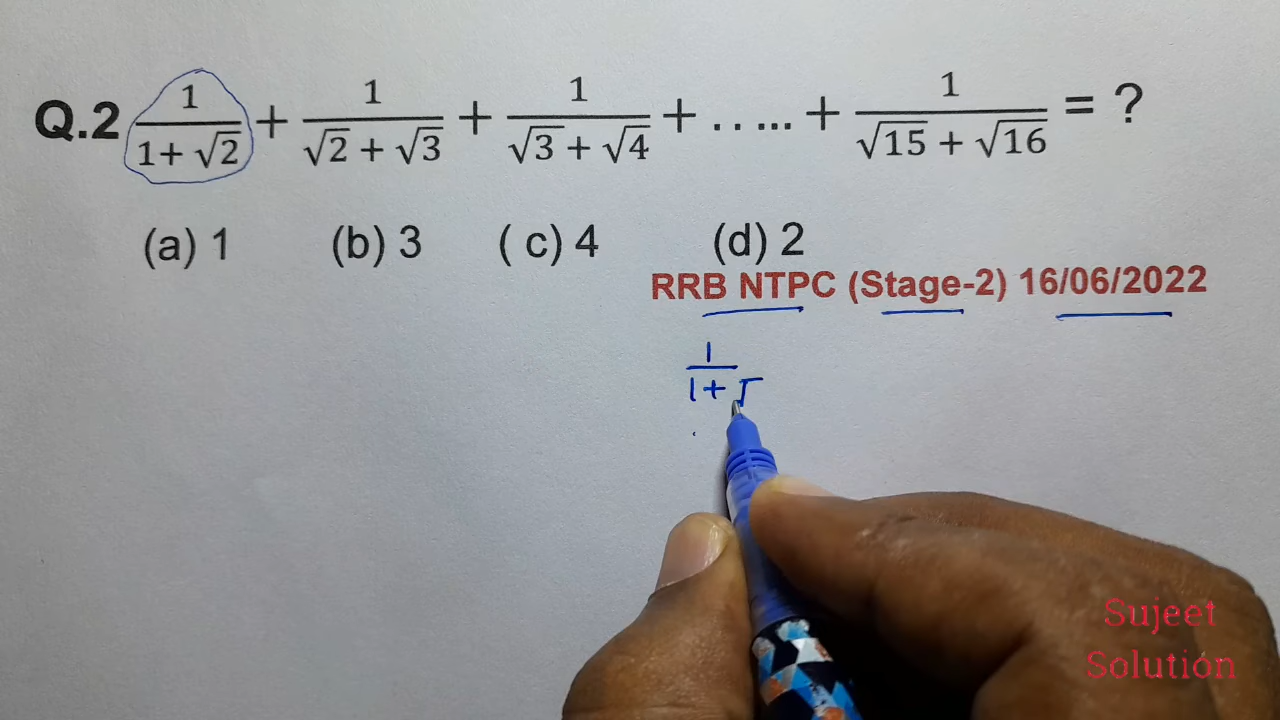 Q.2 1/(1+ √2) + 1/(√2 + √3) + 1/(√3 + √4) + ..... + 1/(√15 + √16) = ?
(a) 1 (b) 3 ( c) 4 (d) 2
RRB NTPC (Stage-2) 16/06/2022
1
1+ √
Sujeet
Solution